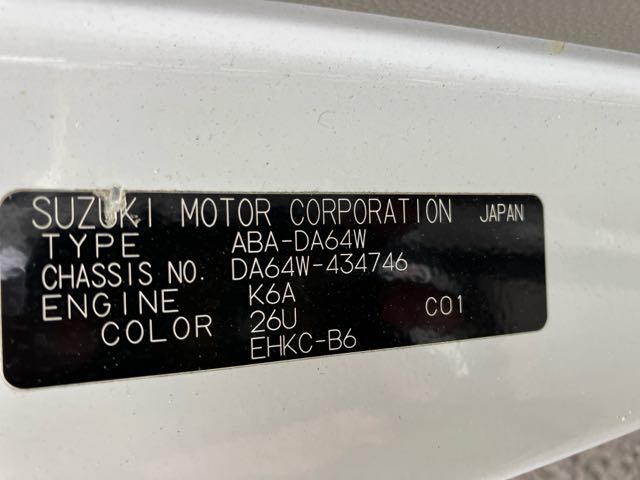 SUZUKI MOTOR CORPORATION JAPAN
TYPE ABA-DA64W
CHASSIS NO. DA64W-434746
ENGINE K6A C01
COLOR 26U
EHKC-B6